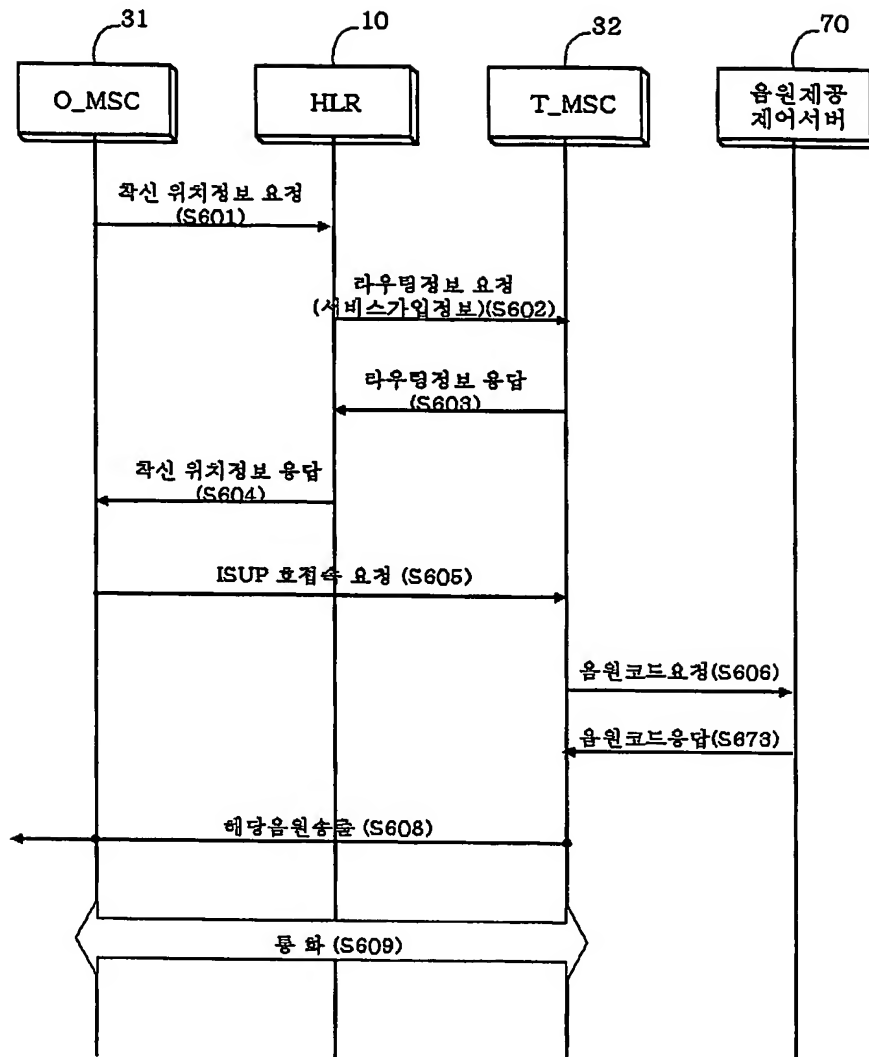 31
10
32
70
O_MSC
HLR
T_MSC
음원제공
제어서버
착신 위치정보 요청
(S601)
라우팅정보 요청
(서비스가입정보)(S602)
라우팅정보 응답
(S603)
착신 위치정보 응답
(S604)
ISUP 호접속 요청 (S605)
음원코드요청(S606)
음원코드응답(S673)
해당음원송출 (S608)
통 화 (S609)